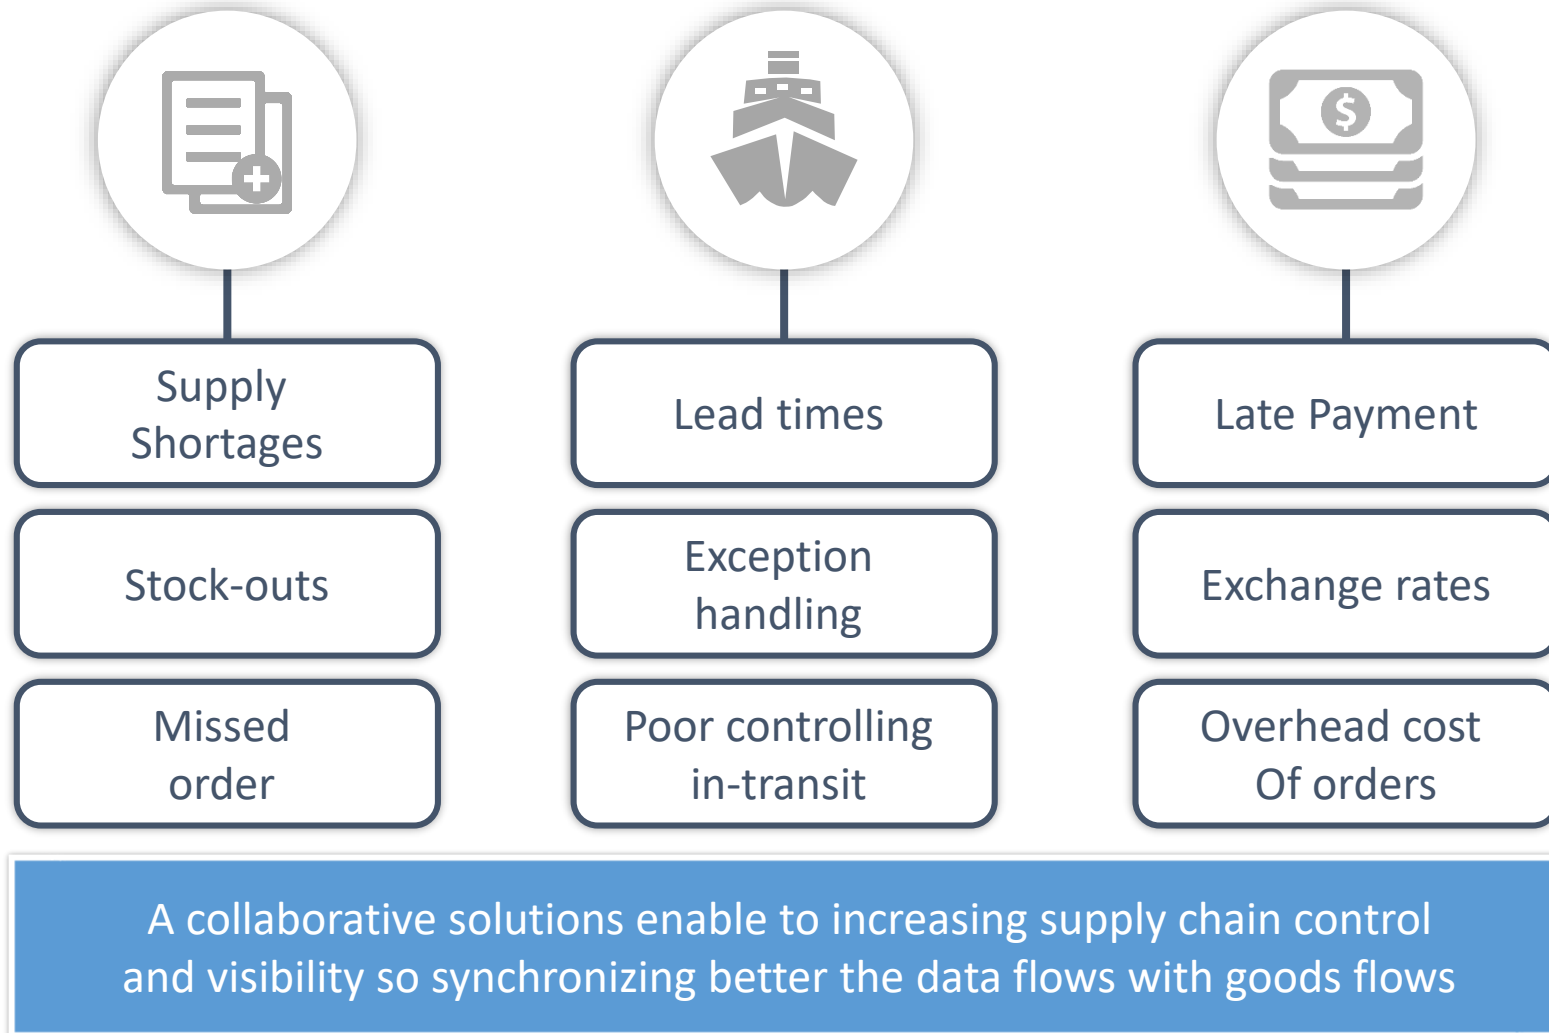 $
Supply
Shortages
Stock-outs
Missed
order
Lead times
Exception
handling
Poor controlling
in-transit
Late Payment
Exchange rates
Overhead cost
Of orders
A collaborative solutions enable to increasing supply chain control
and visibility so synchronizing better the data flows with goods flows